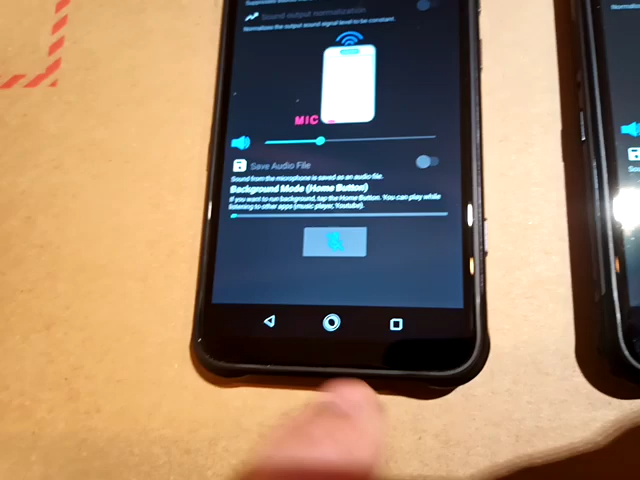 Sound output normalization
Normalizes the output sound signal level to be constant.
MIC
Save Audio File
Sound from the microphone is saved as an audio file.
Background Mode (Home Button)
If you want to run background, tap the Home Button. You can play while
listening to other apps (music player, Youtube).